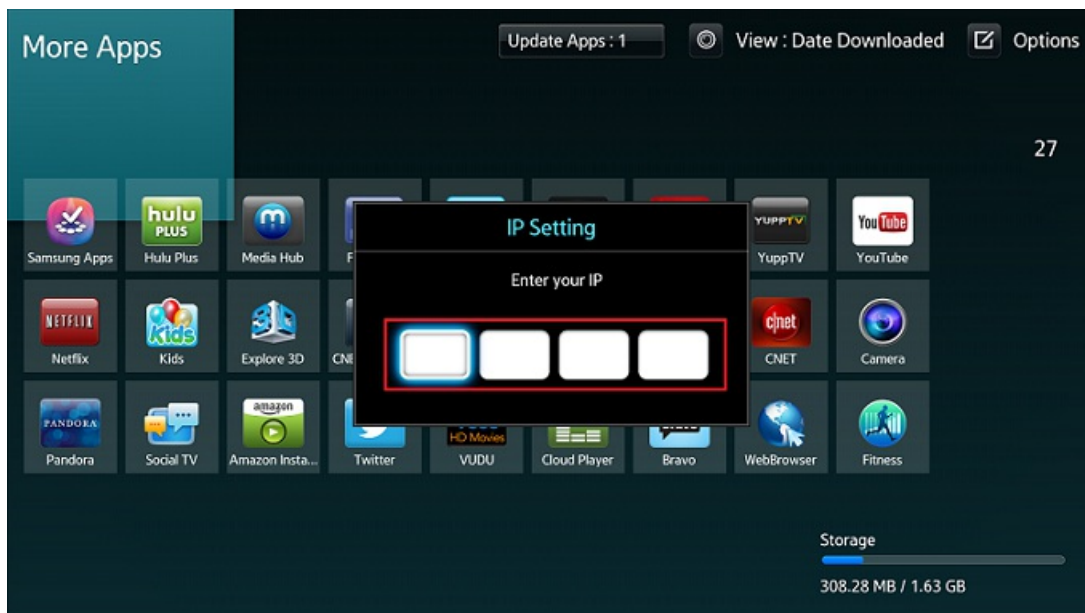 More Apps
Update Apps : 1
View : Date Downloaded
Options
27
hulu
PLUS
m
YUPPTV
You Tube
Samsung Apps
Hulu Plus
Media Hub
F
YuppTV
YouTube
IP Setting
Enter your IP
NETFLIX
Kids
3D
c|net
Netflix
Kids
Explore 3D
CNE
CNET
Camera
PANDORA
amazon
HD Movies
Pandora
Social TV
Amazon Insta...
Twitter
VUDU
Cloud Player
Bravo
WebBrowser
Fitness
Storage
308.28 MB / 1.63 GB